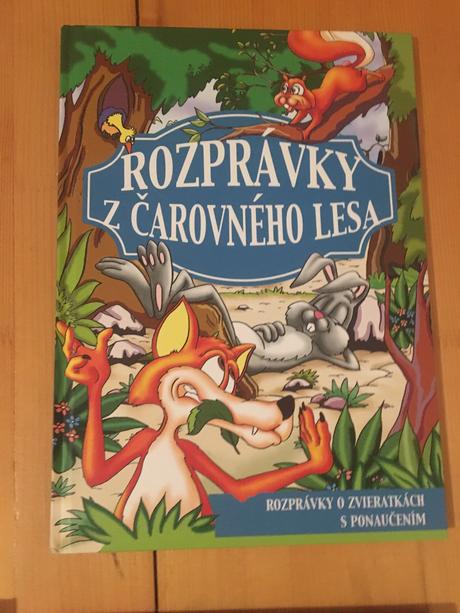 ROZPRÁVKY
Z ČAROVNÉHO LESA
ROZPRÁVKY O ZVIERATKÁCH
S PONAUČENÍM